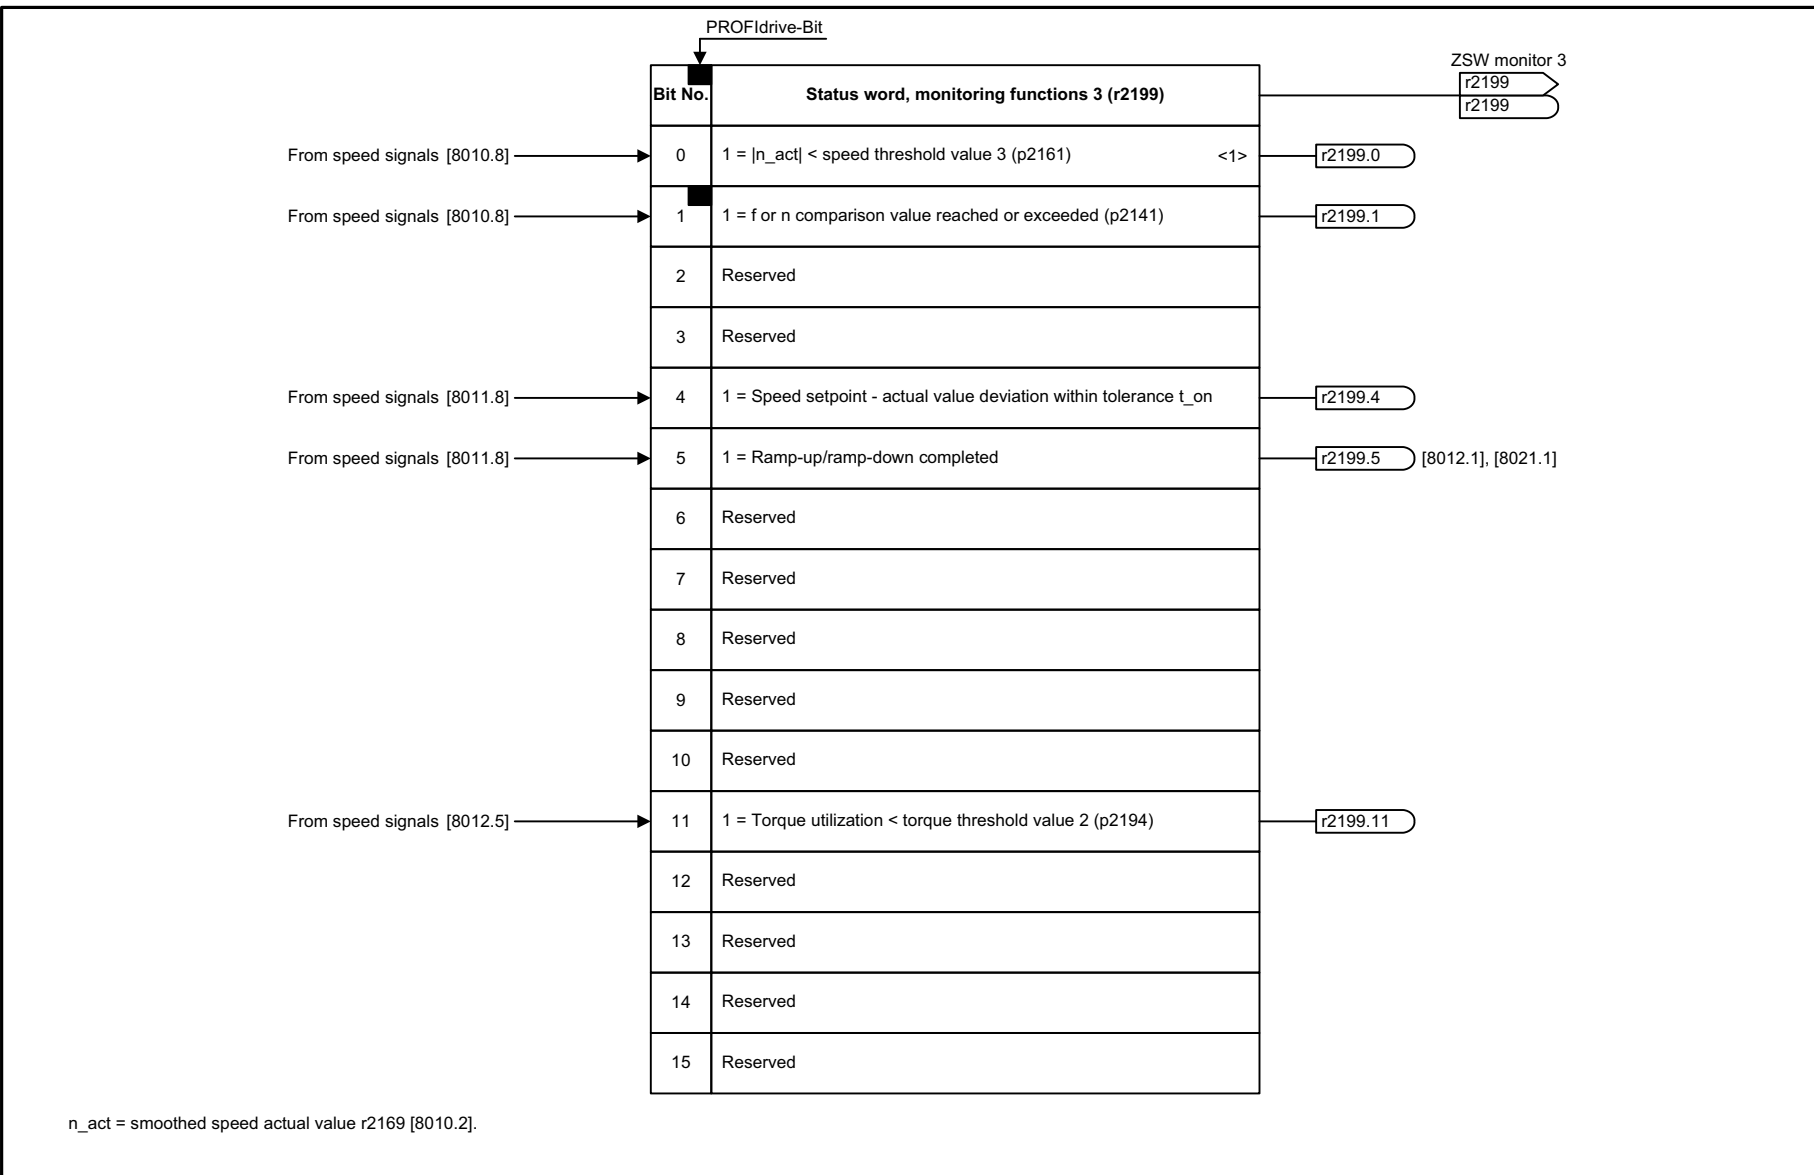 PROFIdrive-Bit
ZSW monitor 3
r2199
Bit No. Status word, monitoring functions 3 (r2199)
r2199
From speed signals [8010.8] 0 1 = |n_act| < speed threshold value 3 (p2161) <1> r2199.0
From speed signals [8010.8] 1 1 = f or n comparison value reached or exceeded (p2141) r2199.1
2 Reserved
3 Reserved
From speed signals [8011.8] 4 1 = Speed setpoint - actual value deviation within tolerance t_on r2199.4
From speed signals [8011.8] 5 1 = Ramp-up/ramp-down completed r2199.5 [8012.1], [8021.1]
6 Reserved
7 Reserved
8 Reserved
9 Reserved
10 Reserved
From speed signals [8012.5] 11 1 = Torque utilization < torque threshold value 2 (p2194) r2199.11
12 Reserved
13 Reserved
14 Reserved
15 Reserved
n_act = smoothed speed actual value r2169 [8010.2].